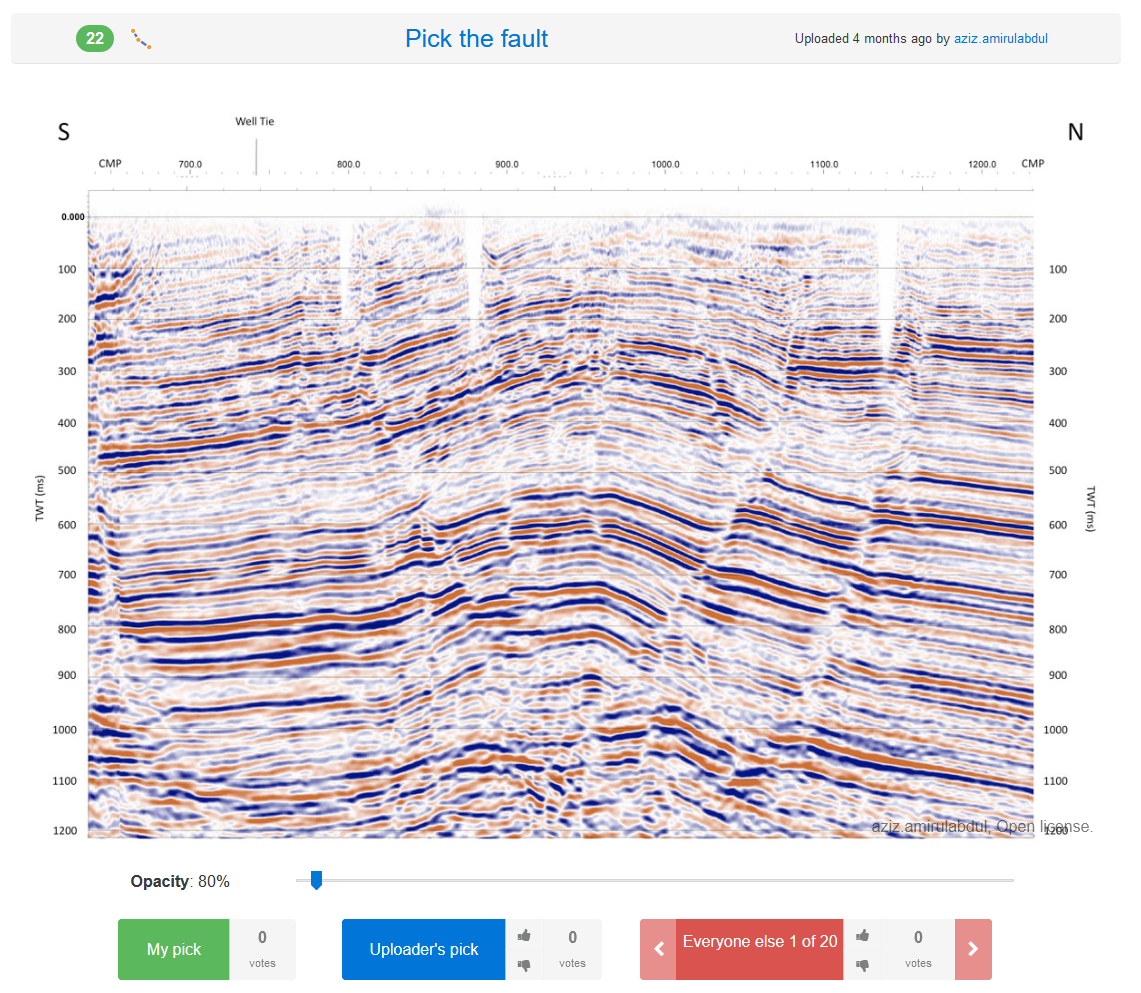 22 Pick the fault Uploaded 4 months ago by aziz.amirulabdul
Well Tie
S N
CMP 700.0 800.0 900.0 1000.0 1100.0 1200.0 CMP
0.000
100 100
200 200
300 300
400 400
500 500
TWT (ms) TWT (ms)
600 600
700 700
800 800
900 900
1000 1000
1100 1100
aziz.amirulabdul, Open license.
1200 1200
Opacity: 80%
My pick 0 votes Uploader's pick 0 votes Everyone else 1 of 20 0 votes